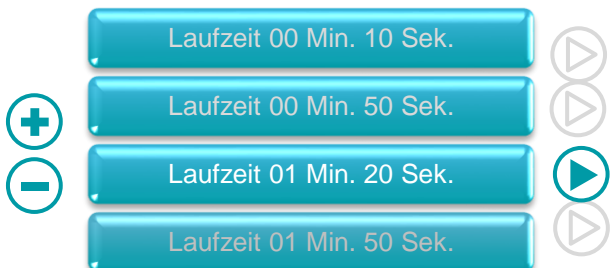 Laufzeit 00 Min. 10 Sek.
Laufzeit 00 Min. 50 Sek.
Laufzeit 01 Min. 20 Sek.
Laufzeit 01 Min. 50 Sek.